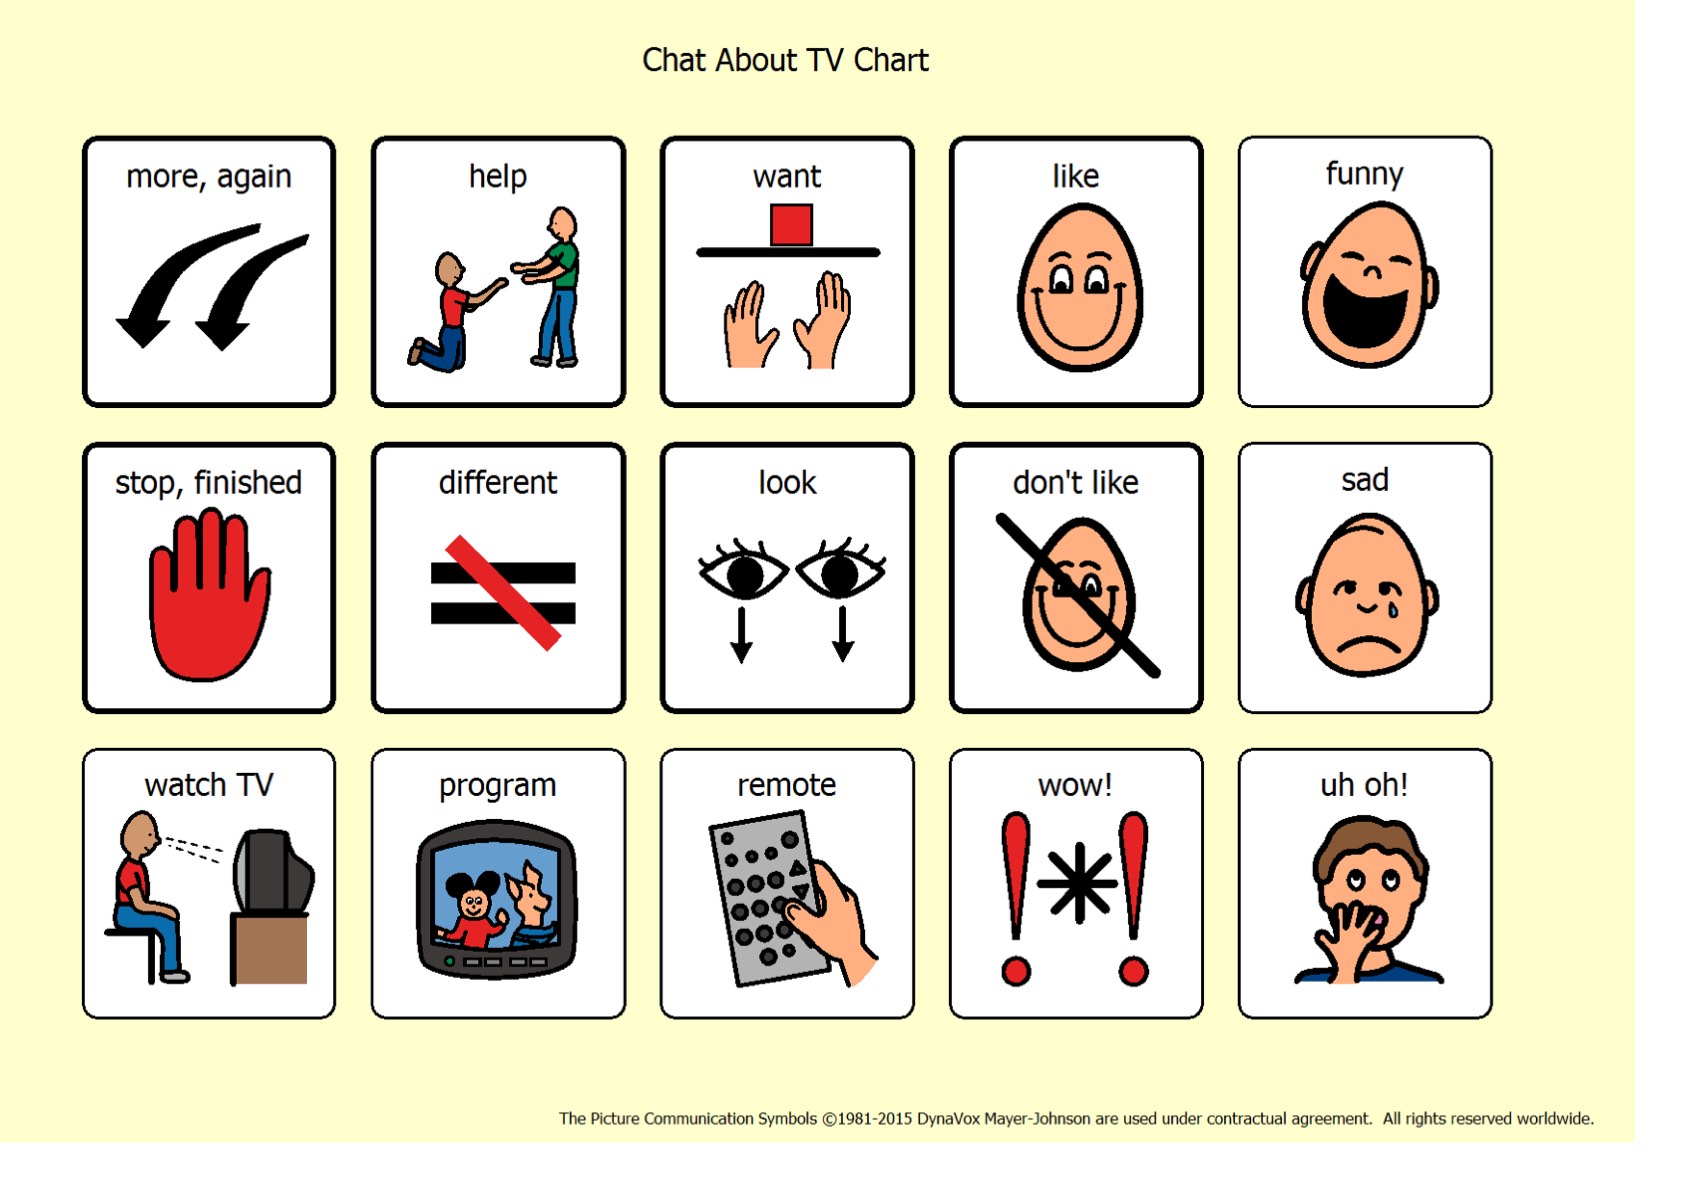 Chat About TV Chart
more, again
help
want
like
funny
stop, finished
different
look
don't like
sad
watch TV
program
remote
wow!
uh oh!
The Picture Communication Symbols ©1981-2015 DynaVox Mayer-Johnson are used under contractual agreement.  All rights reserved worldwide.